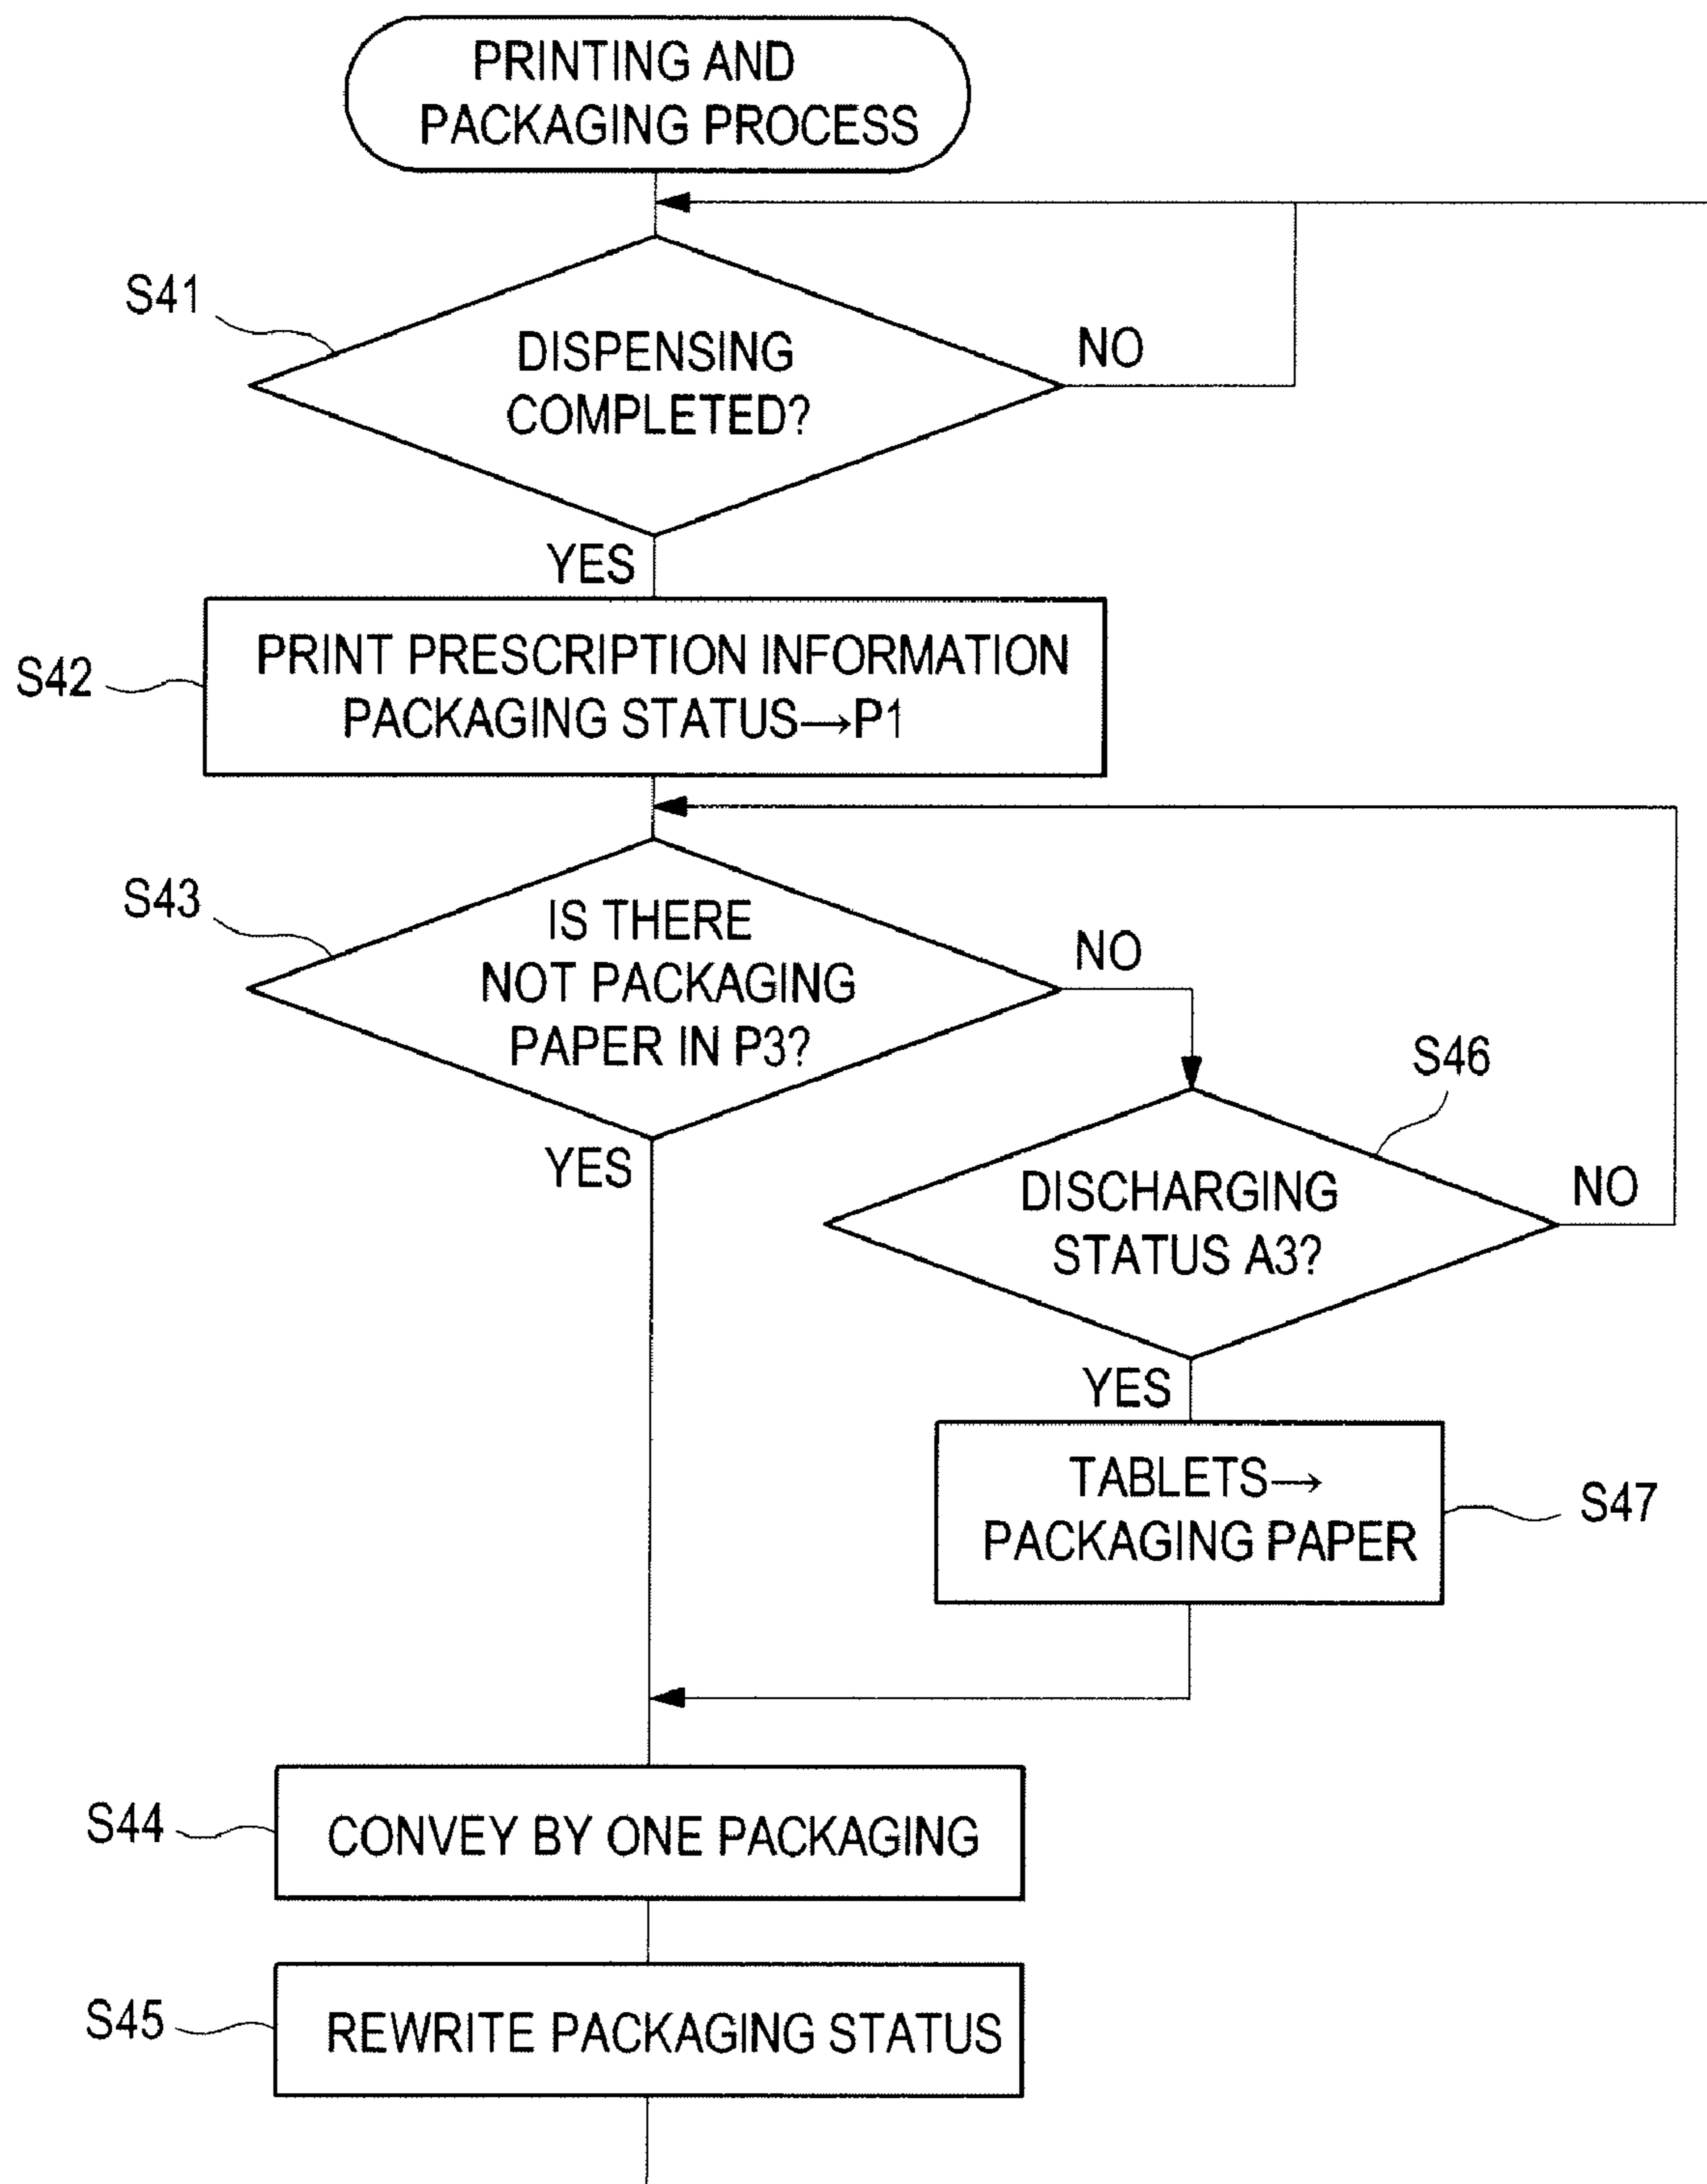 PRINTING AND
PACKAGING PROCESS
S41
DISPENSING
COMPLETED?
NO
YES
S42
PRINT PRESCRIPTION INFORMATION
PACKAGING STATUS→P1
S43
IS THERE
NOT PACKAGING
PAPER IN P3?
NO
YES
S46
DISCHARGING
STATUS A3?
NO
YES
TABLETS→
PACKAGING PAPER
S47
S44
CONVEY BY ONE PACKAGING
S45
REWRITE PACKAGING STATUS